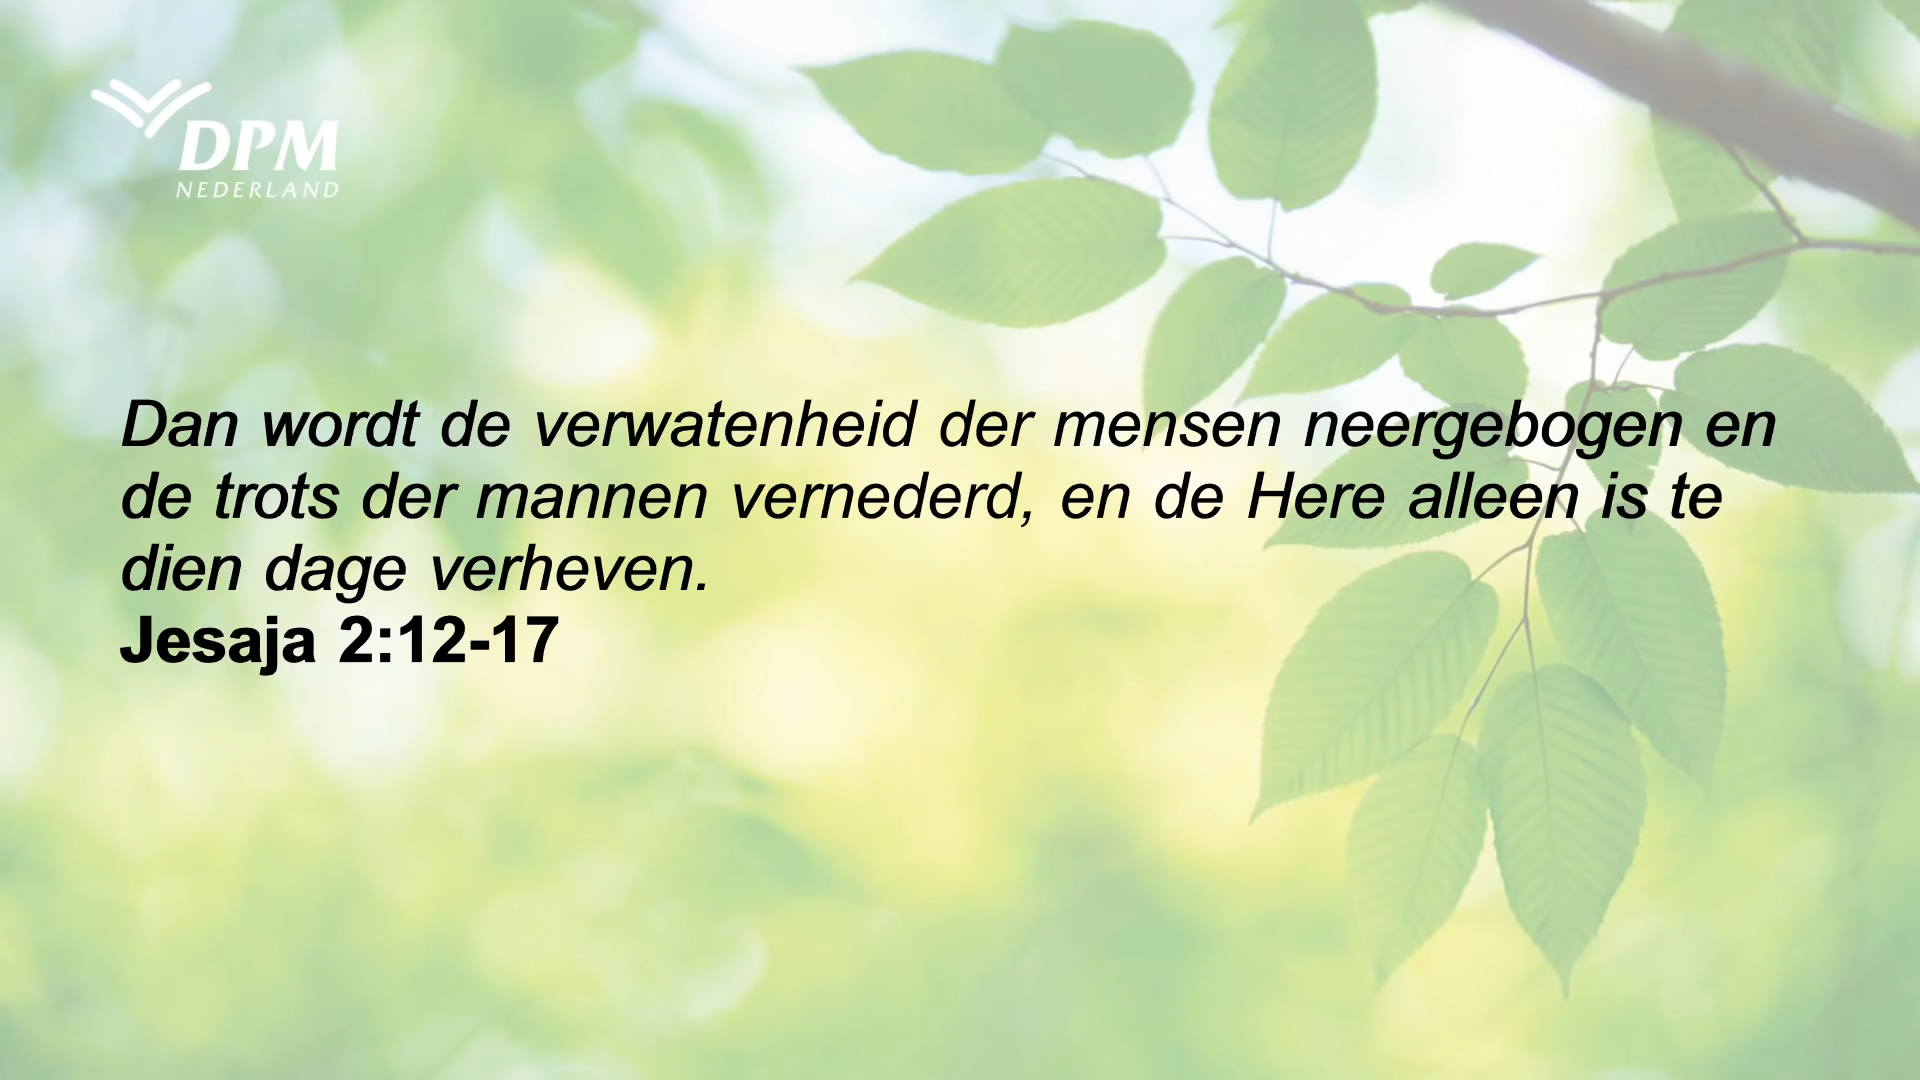 DPM
NEDERLAND
Dan wordt de verwatenheid der mensen neergebogen en
de trots der mannen vernederd, en de Here alleen is te
dien dage verheven.
Jesaja 2:12-17